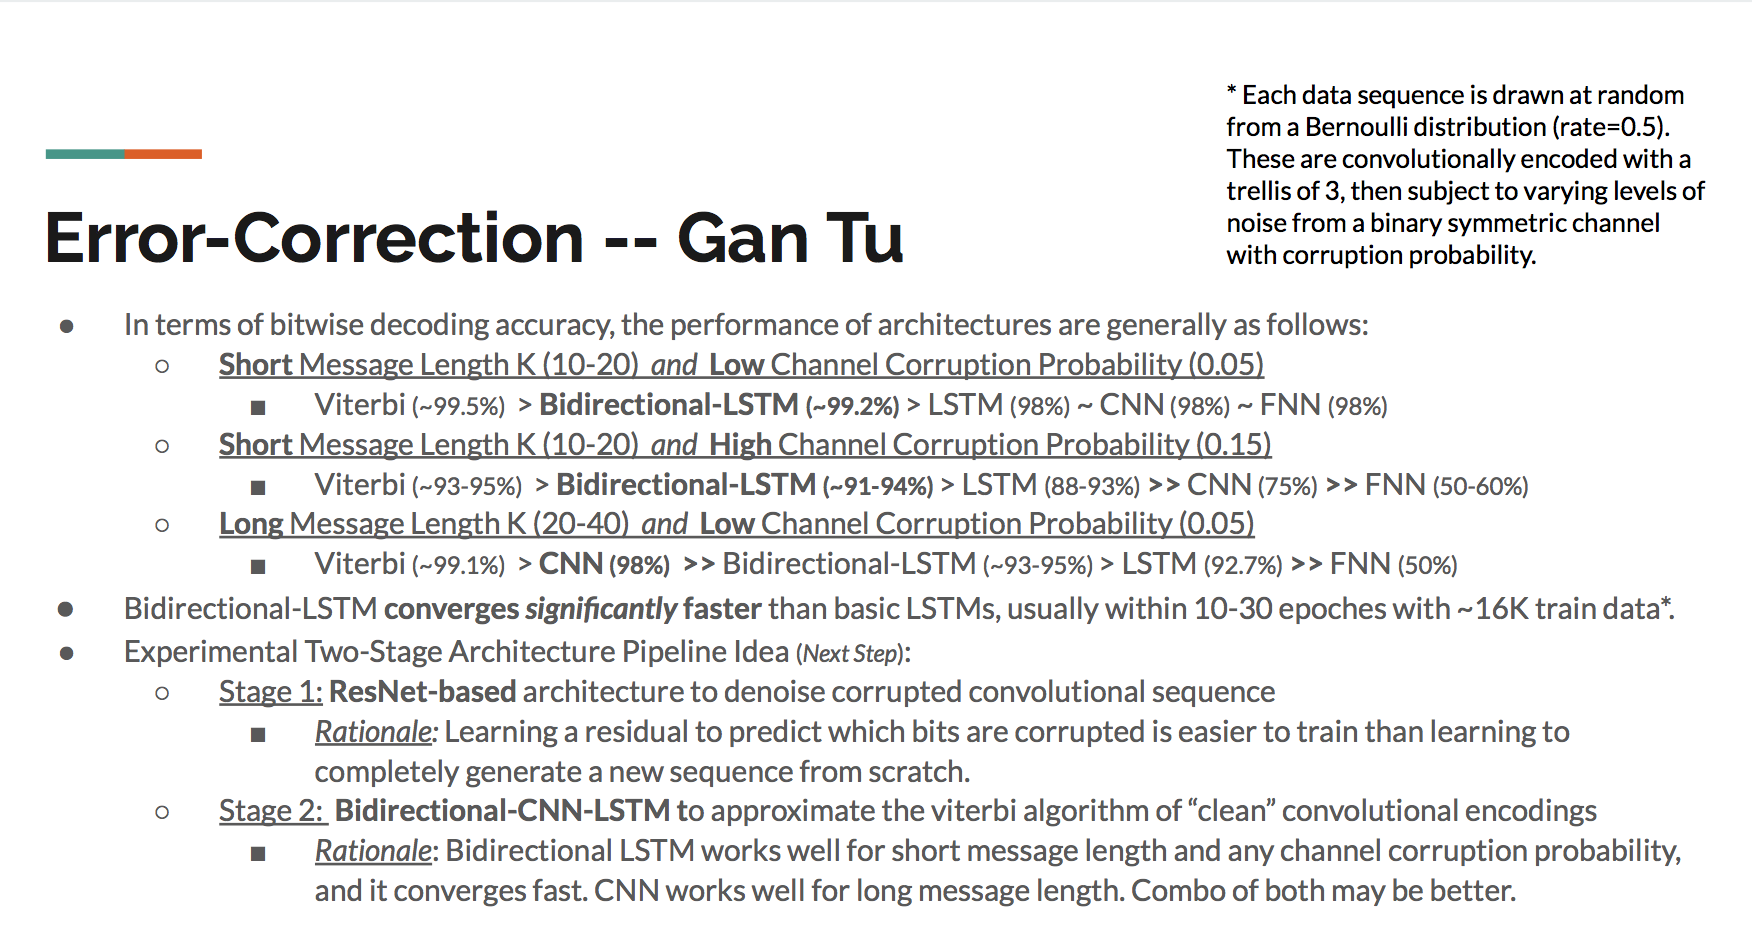 * Each data sequence is drawn at random
from a Bernoulli distribution (rate=0.5).
These are convolutionally encoded with a
trellis of 3, then subject to varying levels of
noise from a binary symmetric channel
with corruption probability.
Error-Correction -- Gan Tu
● In terms of bitwise decoding accuracy, the performance of architectures are generally as follows:
○ Short Message Length K (10-20) and Low Channel Corruption Probability (0.05)
■ Viterbi (~99.5%) > Bidirectional-LSTM (~99.2%) > LSTM (98%) ~ CNN (98%) ~ FNN (98%)
○ Short Message Length K (10-20) and High Channel Corruption Probability (0.15)
■ Viterbi (~93-95%) > Bidirectional-LSTM (~91-94%) > LSTM (88-93%) >> CNN (75%) >> FNN (50-60%)
○ Long Message Length K (20-40) and Low Channel Corruption Probability (0.05)
■ Viterbi (~99.1%) > CNN (98%) >> Bidirectional-LSTM (~93-95%) > LSTM (92.7%) >> FNN (50%)
● Bidirectional-LSTM converges significantly faster than basic LSTMs, usually within 10-30 epoches with ~16K train data*.
● Experimental Two-Stage Architecture Pipeline Idea (Next Step):
○ Stage 1: ResNet-based architecture to denoise corrupted convolutional sequence
■ Rationale: Learning a residual to predict which bits are corrupted is easier to train than learning to
completely generate a new sequence from scratch.
○ Stage 2: Bidirectional-CNN-LSTM to approximate the viterbi algorithm of “clean” convolutional encodings
■ Rationale: Bidirectional LSTM works well for short message length and any channel corruption probability,
and it converges fast. CNN works well for long message length. Combo of both may be better.